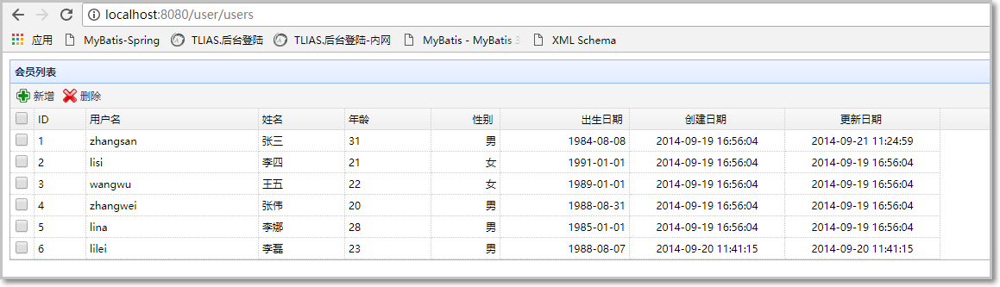 localhost:8080/user/users
应用 MyBatis-Spring TLIAS.后台登陆 TLIAS.后台登陆-内网 MyBatis - MyBatis 3 XML Schema
会员列表
新增 删除
ID 用户名 姓名 年龄 性别 出生日期 创建日期 更新日期
1 zhangsan 张三 31 男 1984-08-08 2014-09-19 16:56:04 2014-09-21 11:24:59
2 lisi 李四 21 女 1991-01-01 2014-09-19 16:56:04 2014-09-19 16:56:04
3 wangwu 王五 22 女 1989-01-01 2014-09-19 16:56:04 2014-09-19 16:56:04
4 zhangwei 张伟 20 男 1988-08-31 2014-09-19 16:56:04 2014-09-19 16:56:04
5 lina 李娜 28 男 1985-01-01 2014-09-19 16:56:04 2014-09-19 16:56:04
6 lilei 李磊 23 男 1988-08-07 2014-09-20 11:41:15 2014-09-20 11:41:15